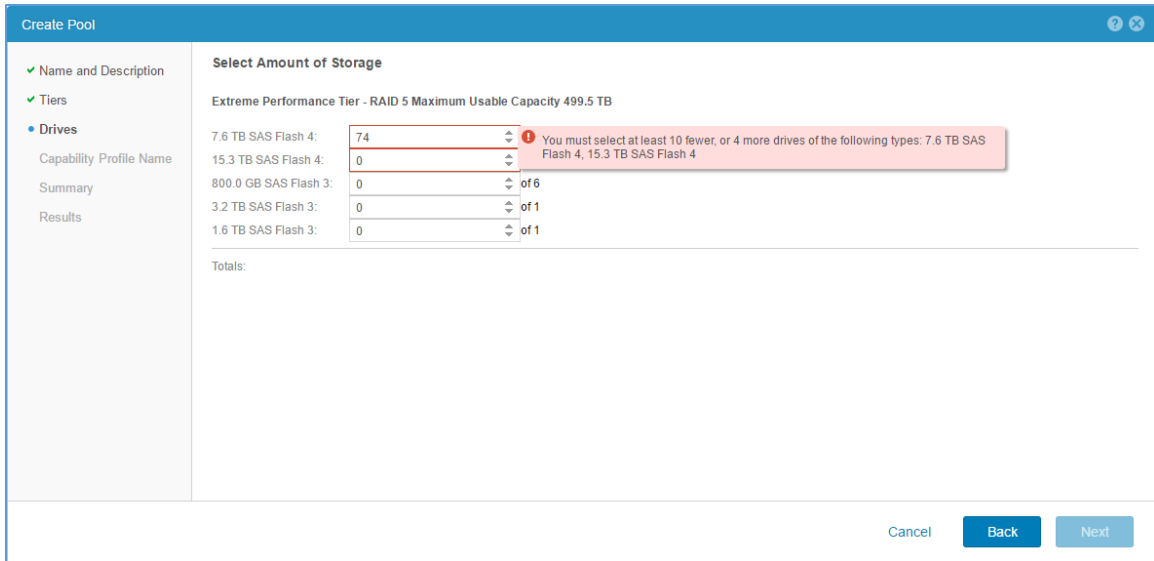 Create Pool
Name and Description
Tiers
Drives
Capability Profile Name
Summary
Results
Select Amount of Storage
Extreme Performance Tier - RAID 5 Maximum Usable Capacity 499.5 TB
7.6 TB SAS Flash 4: 74
You must select at least 10 fewer, or 4 more drives of the following types: 7.6 TB SAS
Flash 4, 15.3 TB SAS Flash 4
15.3 TB SAS Flash 4: 0
800.0 GB SAS Flash 3: 0 of 6
3.2 TB SAS Flash 3: 0 of 1
1.6 TB SAS Flash 3: 0 of 1
Totals:
Cancel Back Next